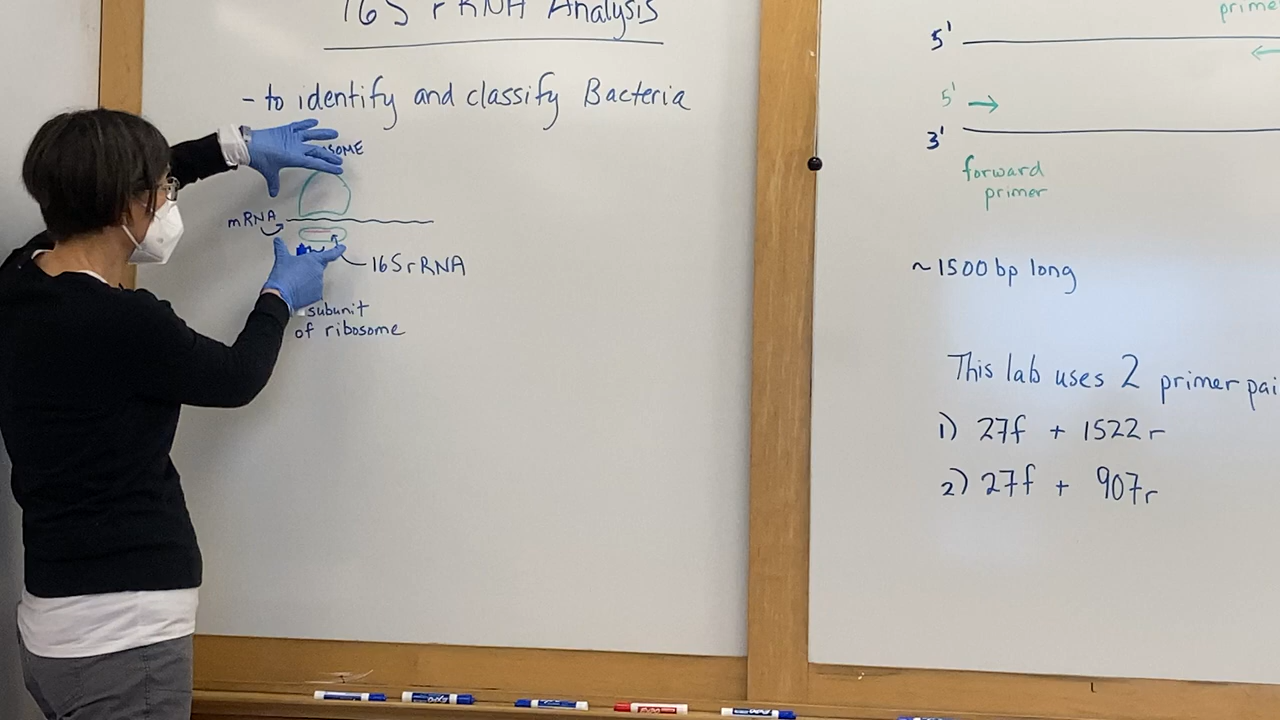 16S rRNA Analysis
- to identify and classify Bacteria
mRNA
16S rRNA
subunit
of ribosome
5'
5' →
3'
forward
primer
~1500 bp long
This lab uses 2 primer
1) 27f + 1522r
2) 27f + 907r